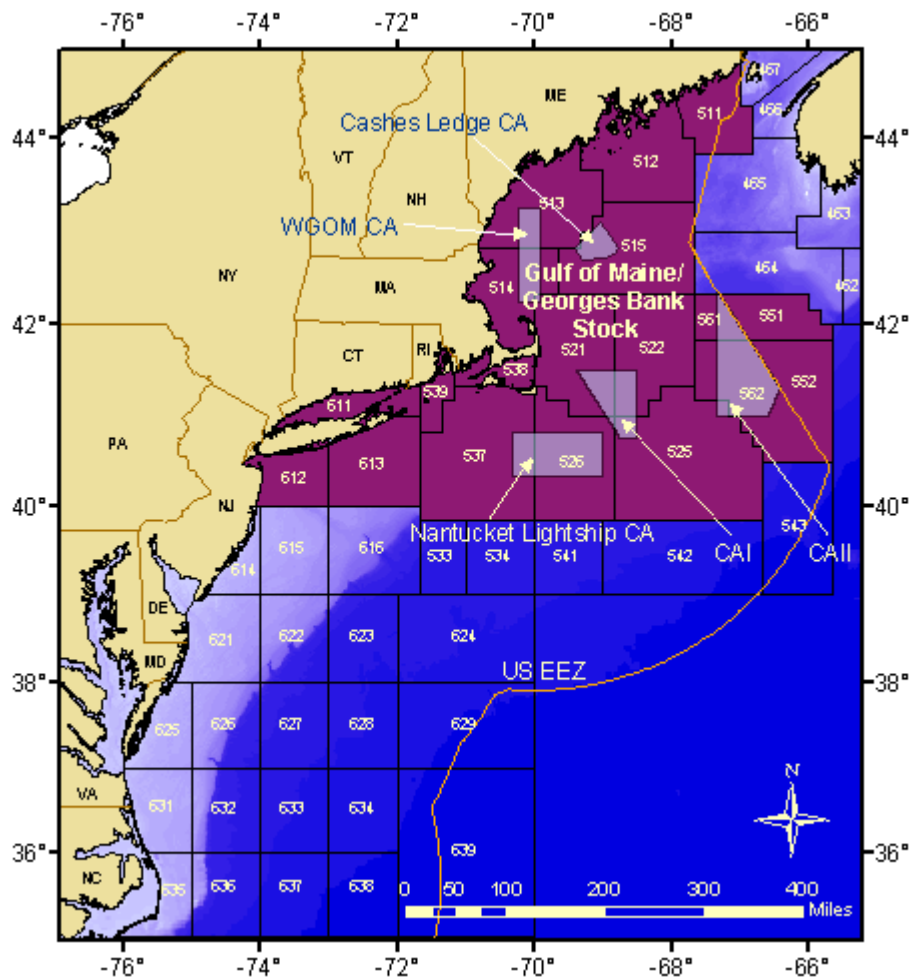 -76° -74° -72° -70° -68° -66°
467
ME
511
466
Cashes Ledge CA
44° 44°
512
VT
465
NH
513
463
WGOM CA
515
464
Gulf of Maine/
NY
MA
514
462
Georges Bank
561 551
42° Stock 42°
CT RI
521 522
538
552
539
562
611
PA
537 526 525
613
612
NJ
40° 40°
Nantucket Lightship CA
543
615 616
533 534 541 542
CAI CAII
614
DE
621 622 623 624
MD
US EEZ
38° 38°
625 626 627 628 629
N
VA
631 632 633 634
36° 639 36°
NC
635 636 637 638
0 50 100 200 300 400
Miles
-76° -74° -72° -70° -68° -66°